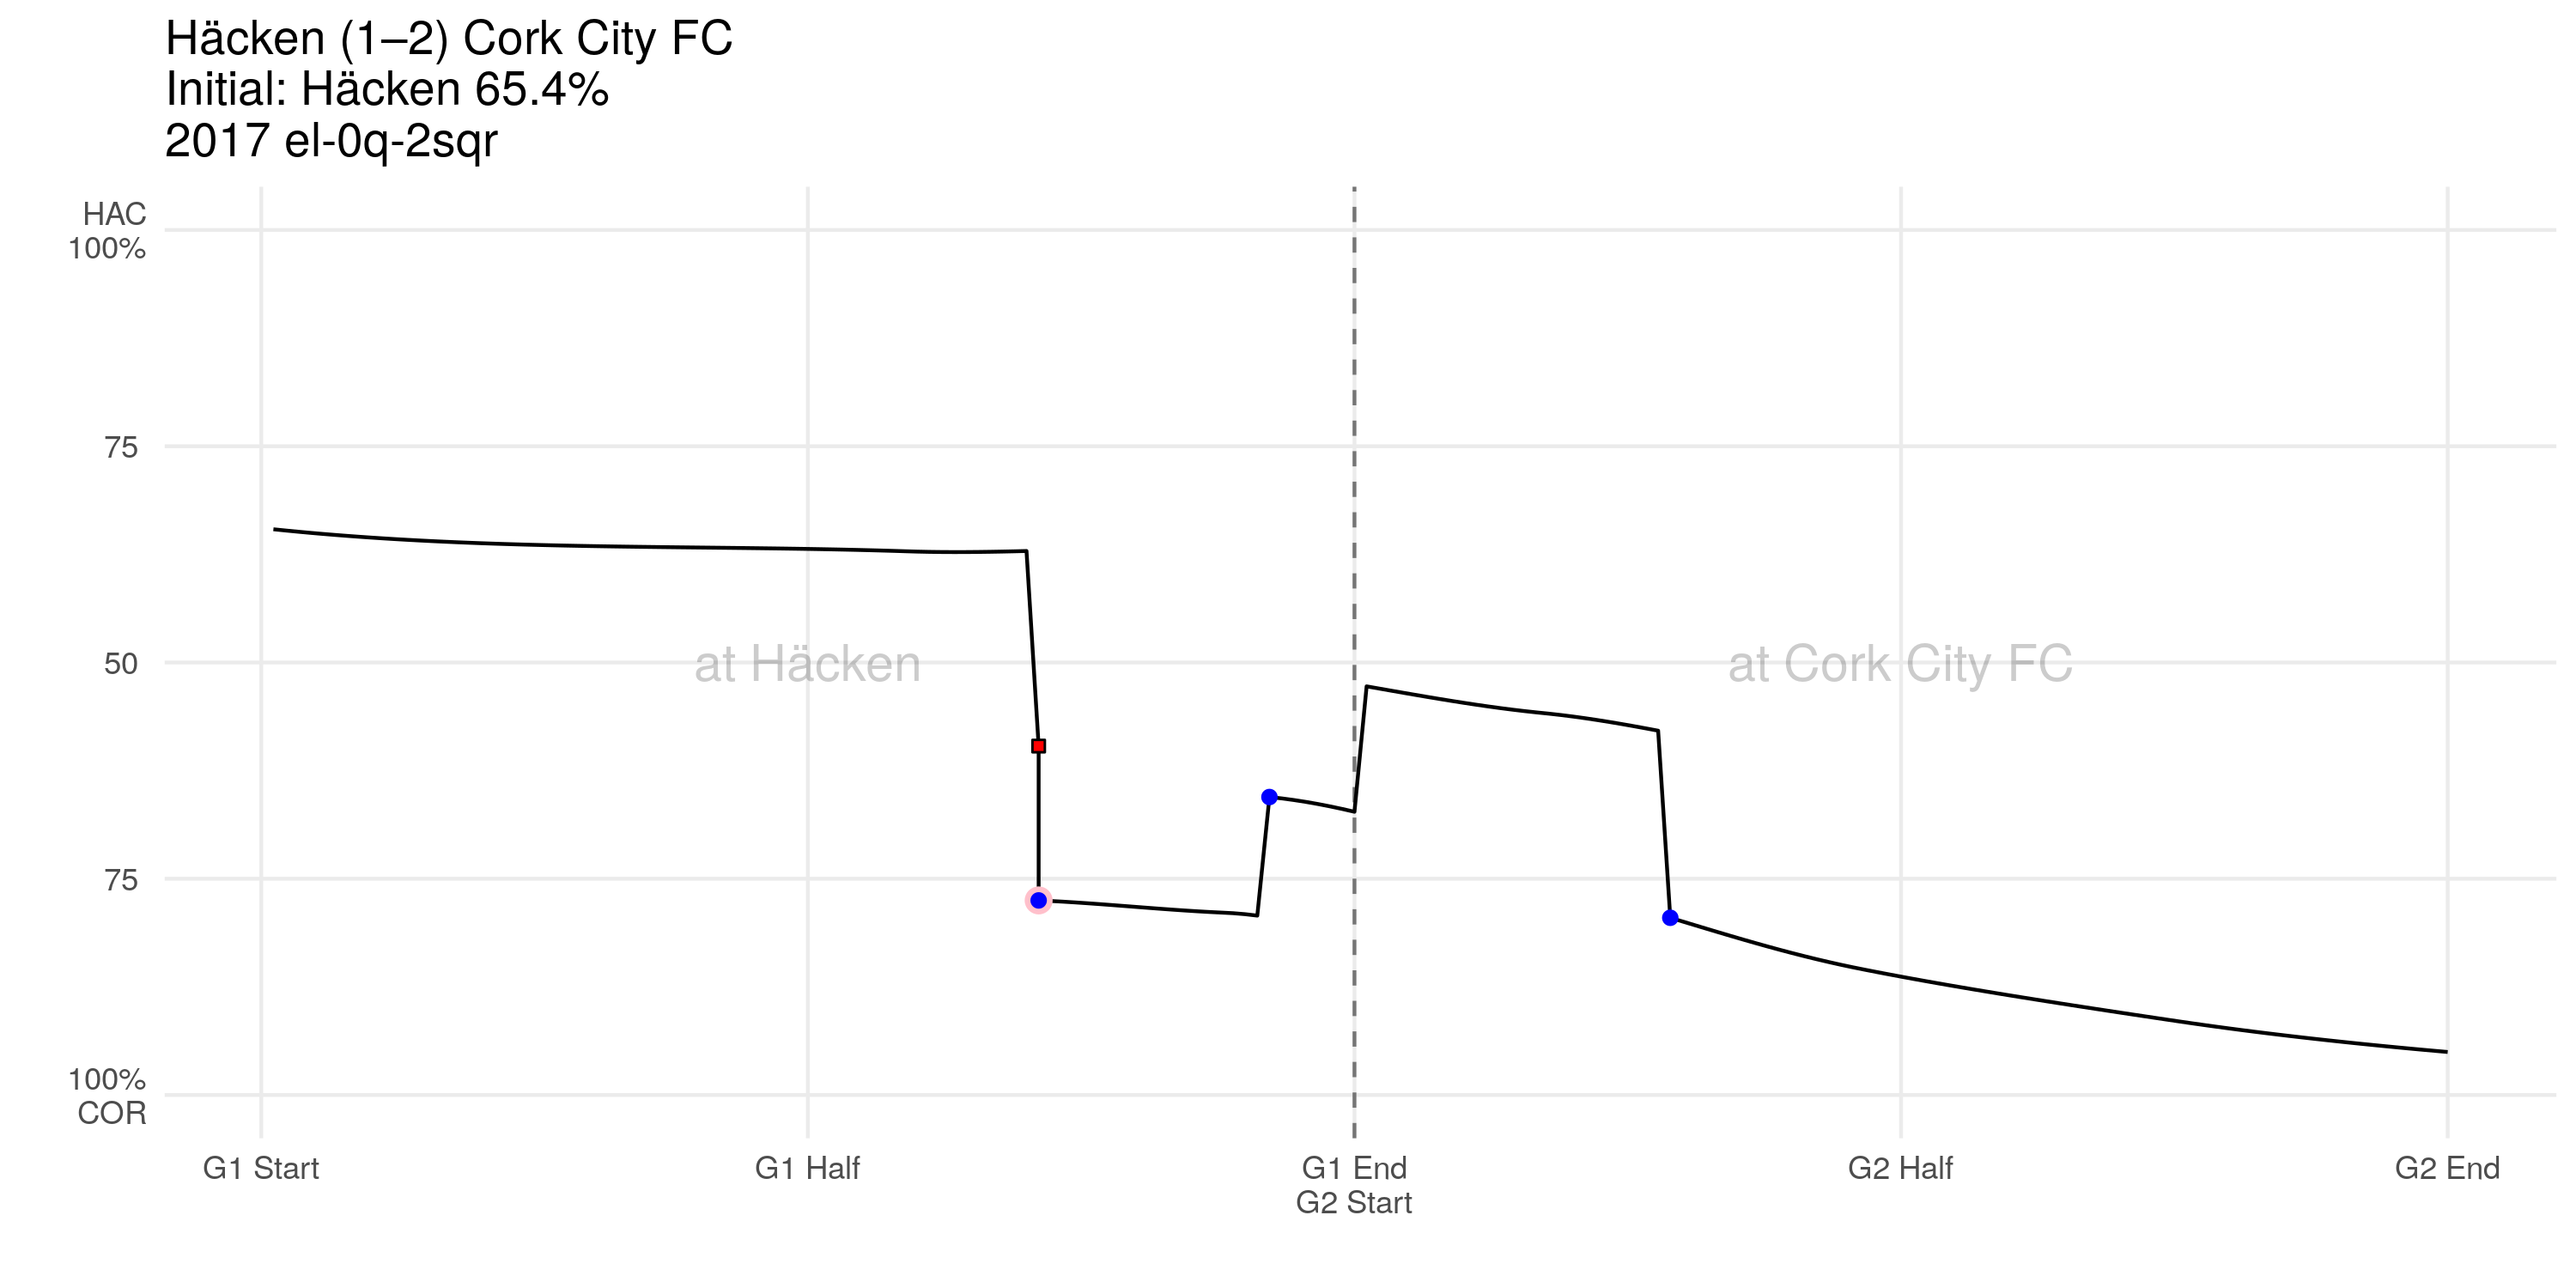 Häcken (1–2) Cork City FC
Initial: Häcken 65.4%
2017 el-0q-2sqr
HAC
100%
75
50
75
100%
COR
at Häcken
at Cork City FC
G1 Start
G1 Half
G1 End
G2 Start
G2 Half
G2 End